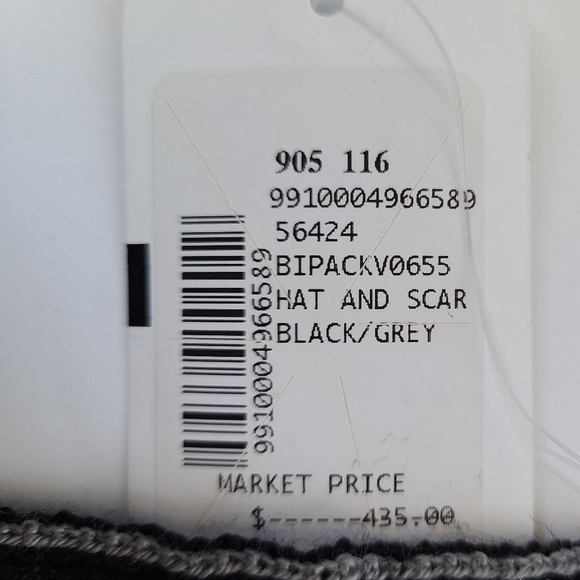 905 116
9910004966589
56424
BIPACKV0655
HAT AND SCAR
BLACK/GREY
9910004966589
MARKET PRICE
$------435.00